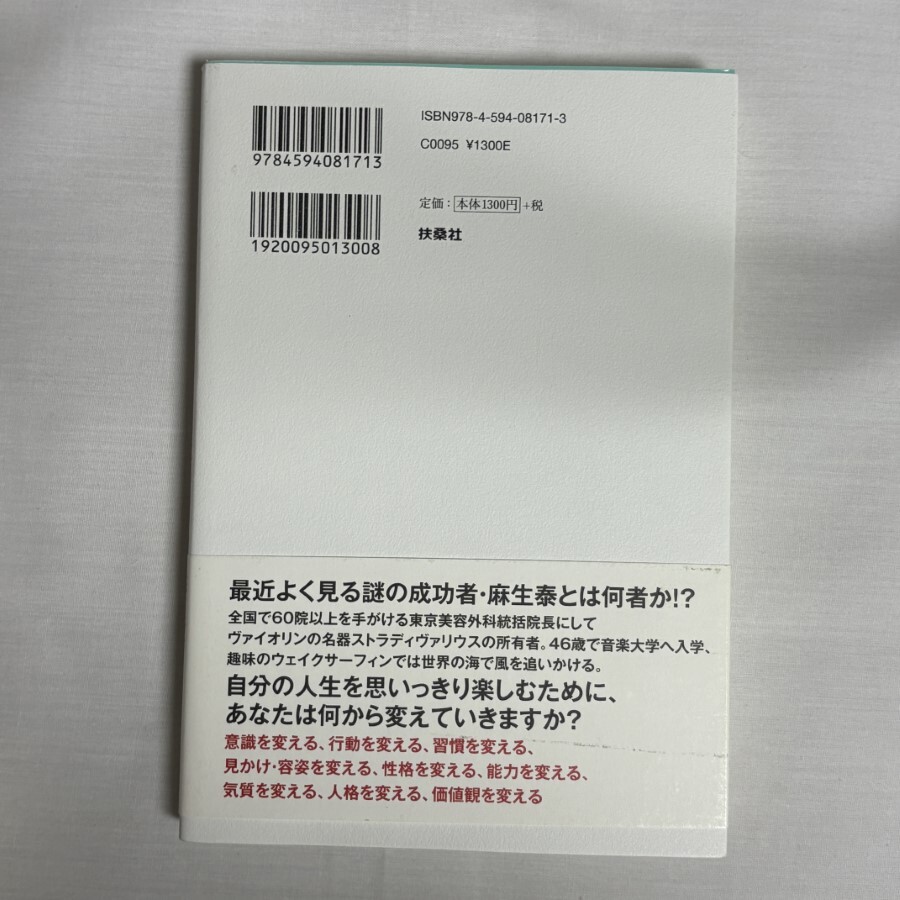 ISBN978-4-594-08171-3
9784594081713
C0095 ¥1300E
定価：本体1300円+税
1920095013008
扶桑社
最近よく見る謎の成功者・麻生泰とは何者か!?
全国で60院以上を手がける東京美容外科統括院長にして
ヴァイオリンの名器ストラディヴァリウスの所有者。46歳で音楽大学へ入学、
趣味のウェイクサーフィンでは世界の海で風を追いかける。
自分の人生を思いっきり楽しむために、
あなたは何から変えていきますか?
意識を変える、行動を変える、習慣を変える、
見かけ・容姿を変える、性格を変える、能力を変える、
気質を変える、人格を変える、価値観を変える